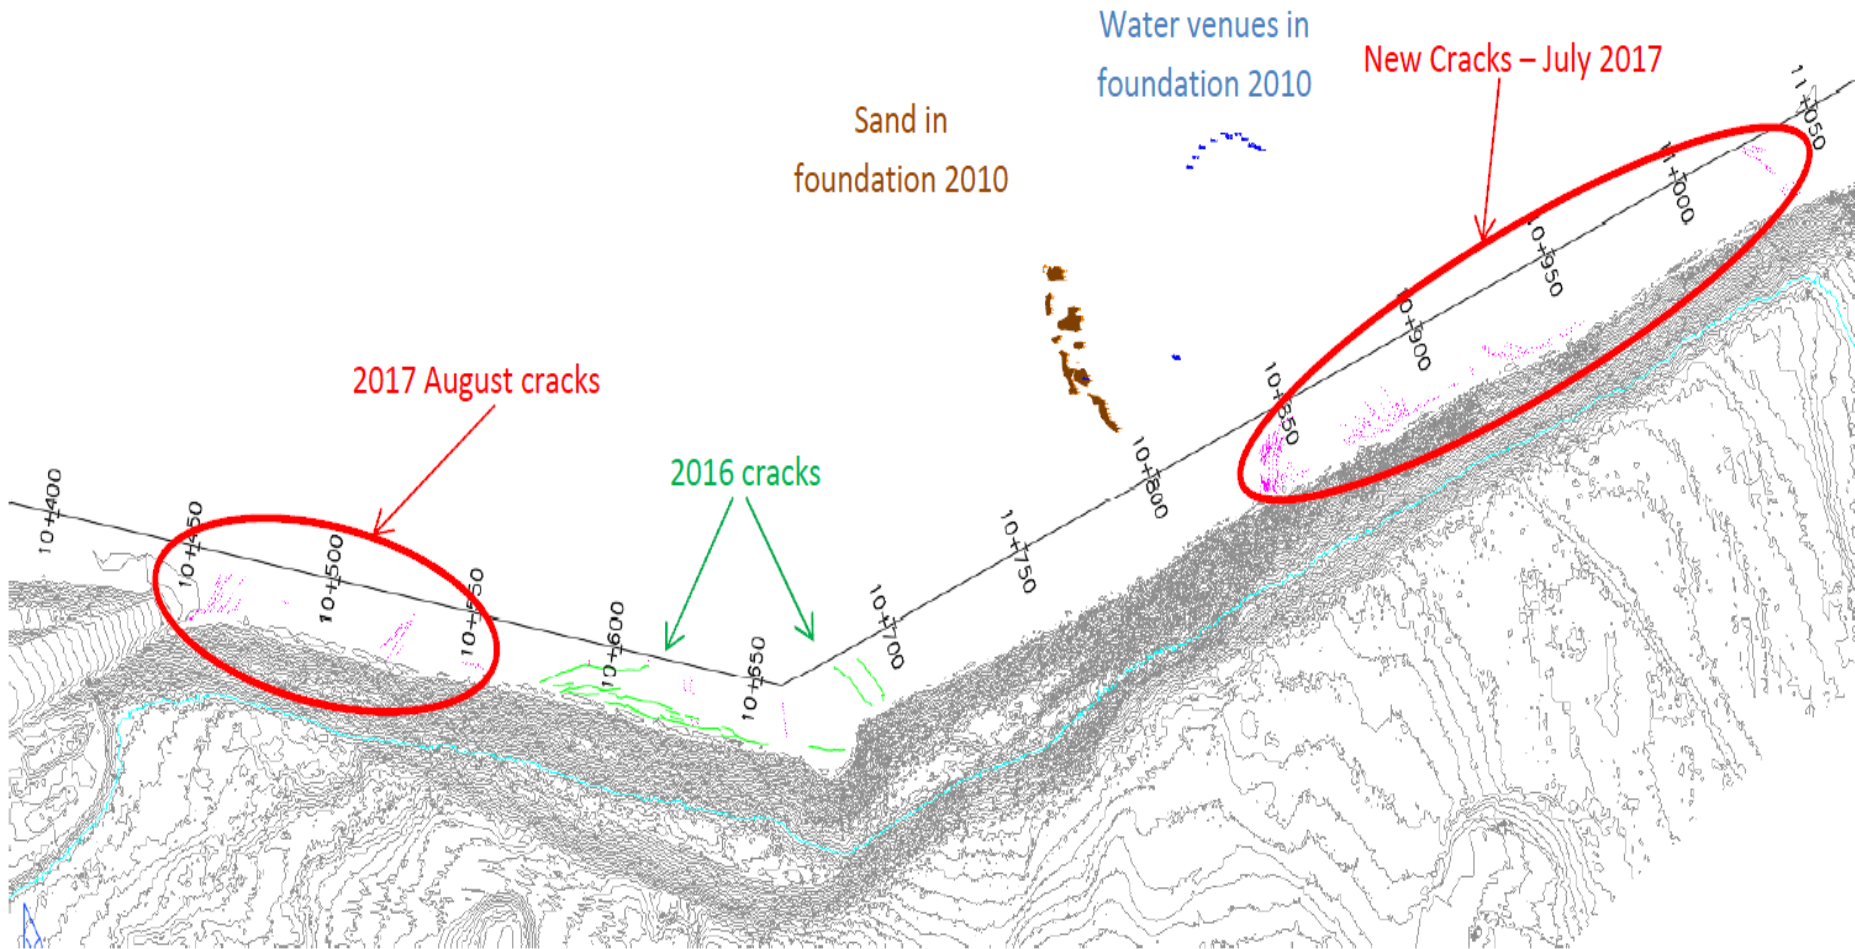 Water venues in
foundation 2010
New Cracks – July 2017
Sand in
foundation 2010
2017 August cracks
2016 cracks
10+400
10+450
10+500
10+550
10+600
10+650
10+700
10+750
10+800
10+850
10+900
10+950
11+000
11+050